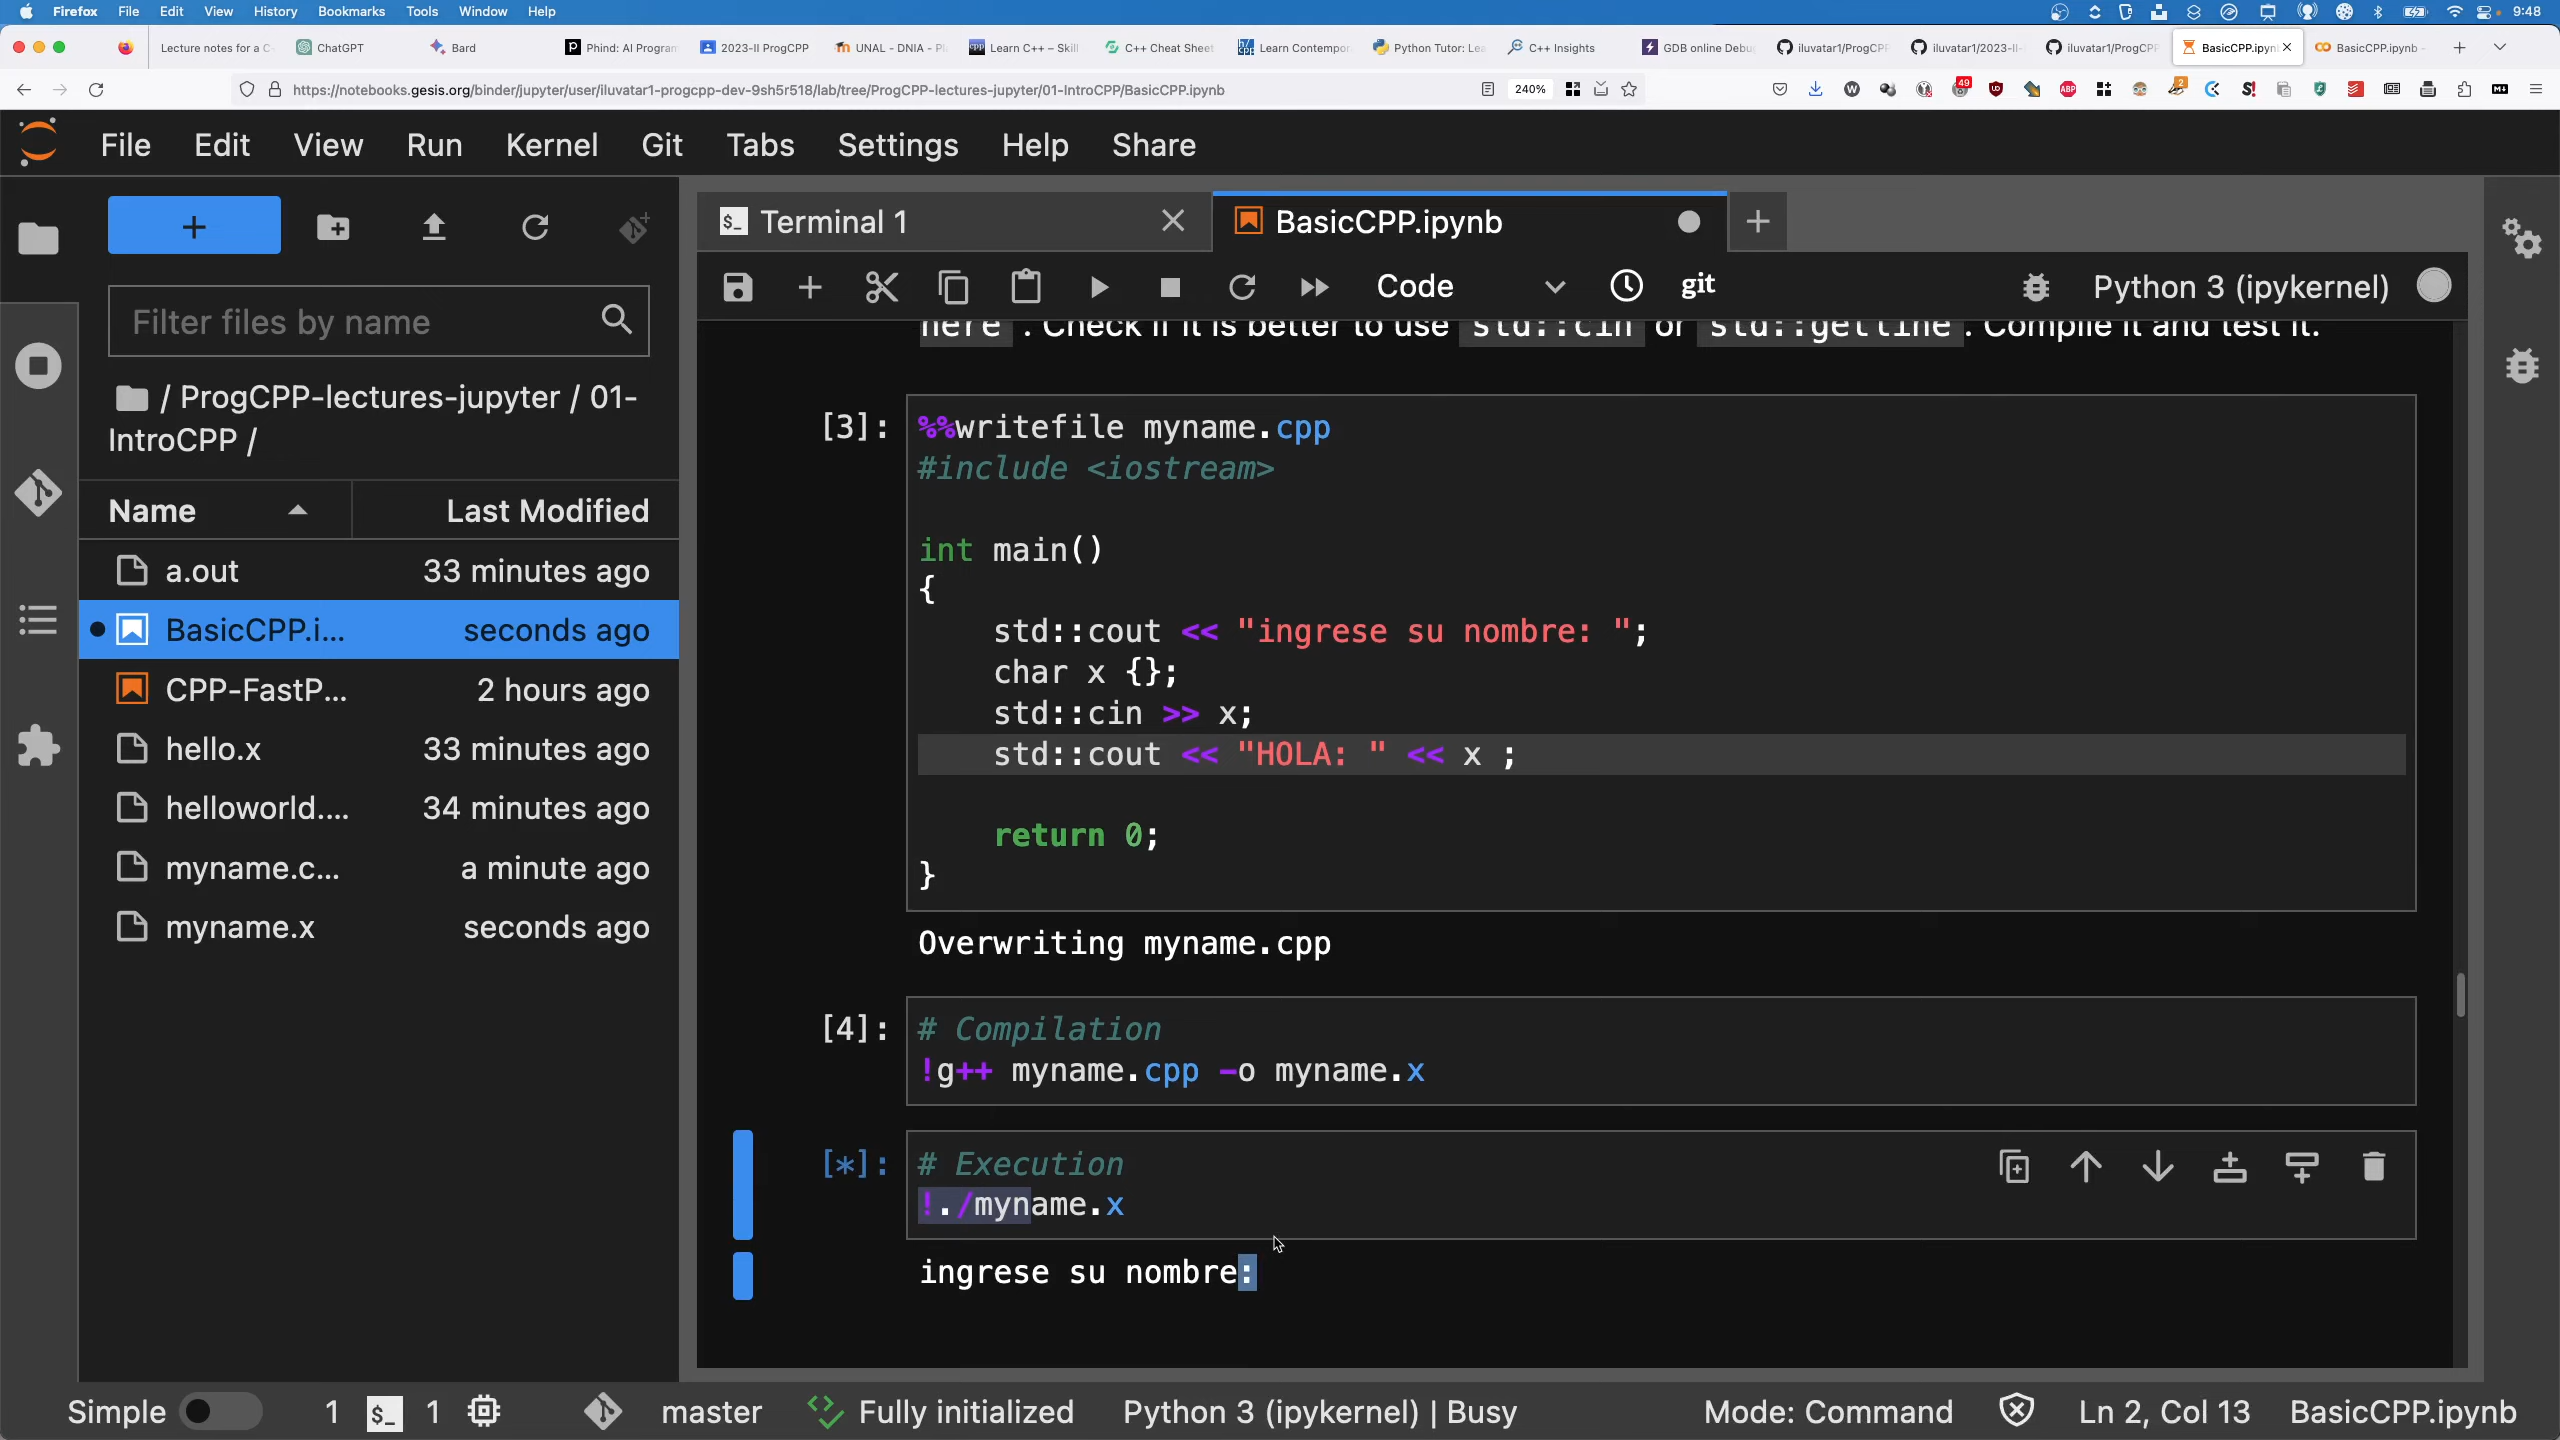 Firefox File Edit View History Bookmarks Tools Window Help 9:48
Lecture notes for a C- ChatGPT Bard Phind: AI Program 2023-II ProgCPP UNAL - DNIA - Pl Learn C++ – Skill C++ Cheat Sheet Learn Contempor Python Tutor: Lea C++ Insights GDB online Debu iluvatar1/ProgCPP iluvatar1/2023-II- iluvatar1/ProgCPP BasicCPP.ipyn BasicCPP.ipynb -
https://notebooks.gesis.org/binder/jupyter/user/iluvatar1-progcpp-dev-9sh5r518/lab/tree/ProgCPP-lectures-jupyter/01-IntroCPP/BasicCPP.ipynb 240% 49 ABP 2
File Edit View Run Kernel Git Tabs Settings Help Share
Terminal 1 BasicCPP.ipynb
Code git Python 3 (ipykernel)
Filter files by name
/ ProgCPP-lectures-jupyter / 01-
IntroCPP /
Name Last Modified
a.out 33 minutes ago
BasicCPP.i... seconds ago
CPP-FastP... 2 hours ago
hello.x 33 minutes ago
helloworld.... 34 minutes ago
myname.c... a minute ago
myname.x seconds ago
here . Check if it is better to use std::cin or std::getline. Compile it and test it.
[3]: %%writefile myname.cpp
#include <iostream>
int main()
{
std::cout << "ingrese su nombre: ";
char x {};
std::cin >> x;
std::cout << "HOLA: " << x ;
return 0;
}
Overwriting myname.cpp
[4]: # Compilation
!g++ myname.cpp -o myname.x
[*]: # Execution
!./myname.x
ingrese su nombre:
Simple 1 $_ 1 master Fully initialized Python 3 (ipykernel) | Busy Mode: Command Ln 2, Col 13 BasicCPP.ipynb